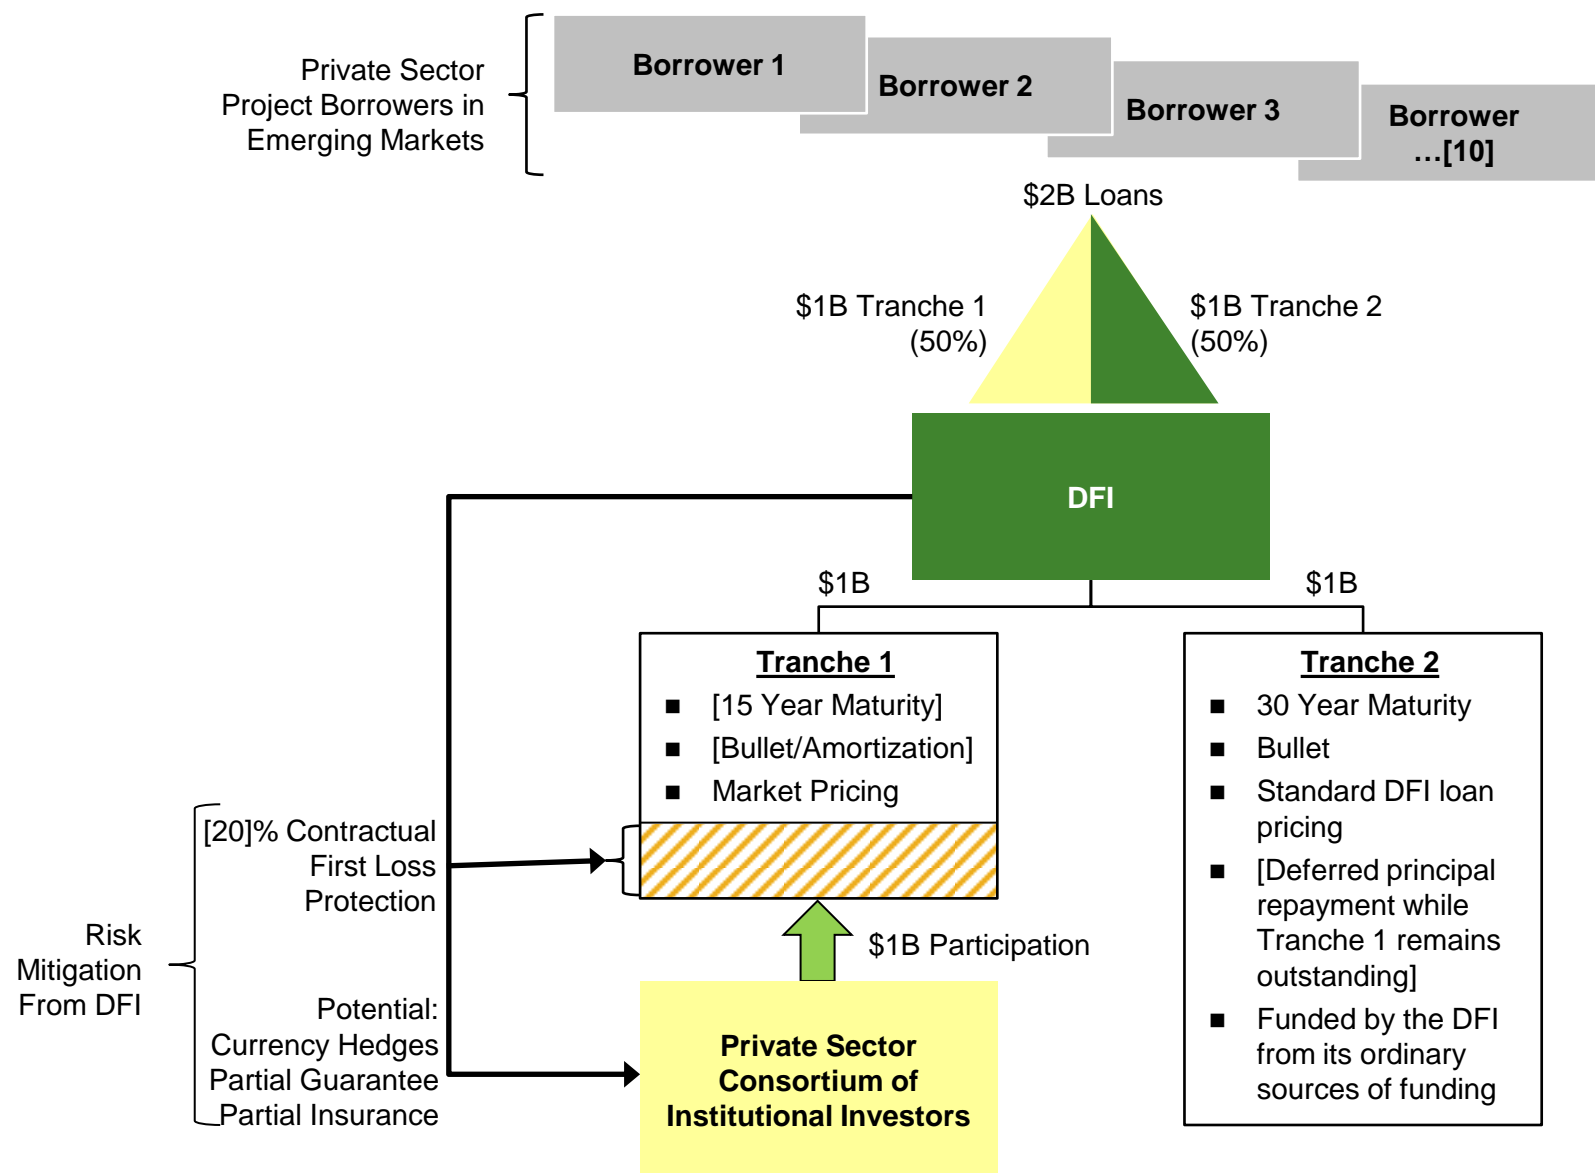 Private Sector
Project Borrowers in
Emerging Markets
Borrower 1
Borrower 2
Borrower 3
Borrower
…[10]
$2B Loans
$1B Tranche 1
(50%)
$1B Tranche 2
(50%)
DFI
$1B
$1B
Tranche 1
■ [15 Year Maturity]
■ [Bullet/Amortization]
■ Market Pricing
Tranche 2
■ 30 Year Maturity
■ Bullet
■ Standard DFI loan
pricing
■ [Deferred principal
repayment while
Tranche 1 remains
outstanding]
■ Funded by the DFI
from its ordinary
sources of funding
[20]% Contractual
First Loss
Protection
Risk
Mitigation
From DFI
Potential:
Currency Hedges
Partial Guarantee
Partial Insurance
$1B Participation
Private Sector
Consortium of
Institutional Investors